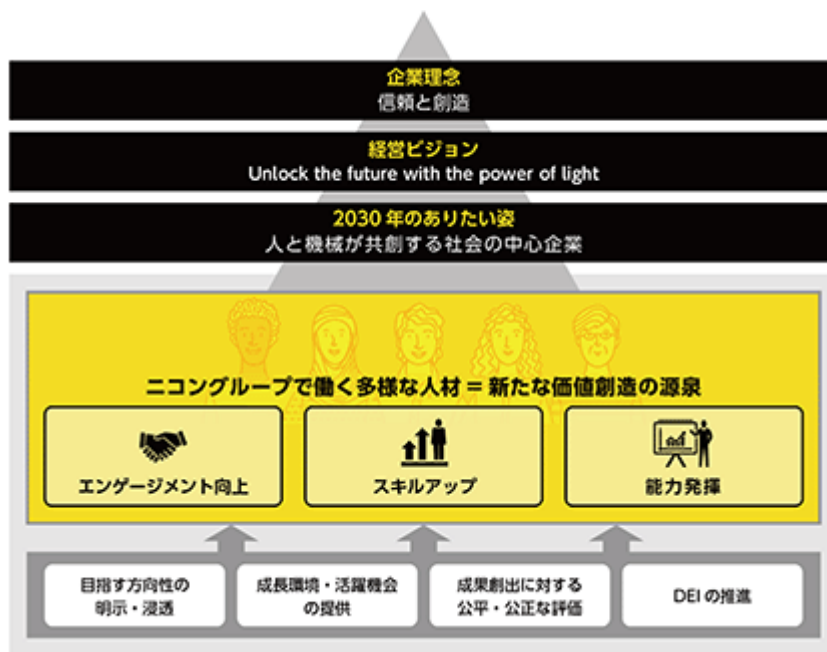 企業理念
信頼と創造
経営ビジョン
Unlock the future with the power of light
2030年のありたい姿
人と機械が共創する社会の中心企業
ニコングループで働く多様な人材＝新たな価値創造の源泉
エンゲージメント向上
スキルアップ
能力発揮
目指す方向性の
明示・浸透
成長環境・活躍機会
の提供
成果創出に対する
公平・公正な評価
DEIの推進